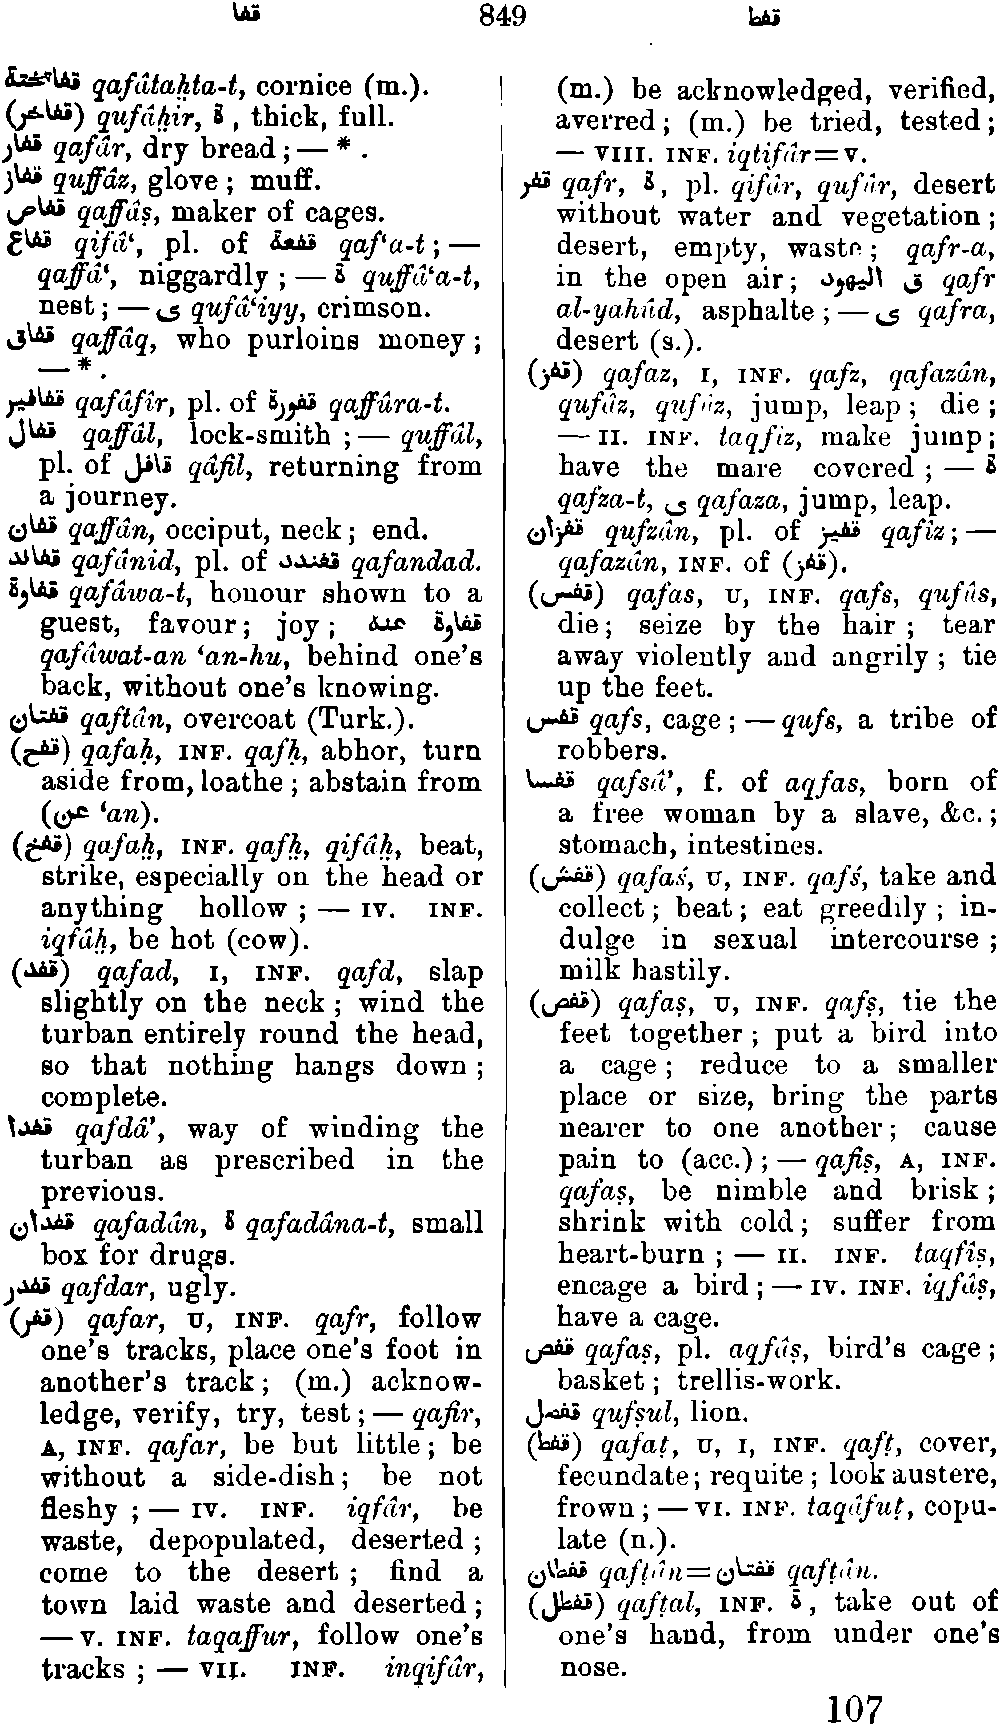 قفا 849 قفط
قفاتختة qafâtaḫta-t, cornice (m.).
(قفاخر) qufâḫir, ة, thick, full.
قفار qafâr, dry bread; — * .
قفاز quffâz, glove; muff.
قفاص qaffâṣ, maker of cages.
قفاع qifâ‘, pl. of قفعة qaf‘a-t; —
qaffâ‘, niggardly; — ة quffâ‘a-t,
nest; — ى qufâ‘iyy, crimson.
قفاق qaffâq, who purloins money;
— * .
قفافير qafâfîr, pl. of قفورة qaffûra-t.
قفال qaffâl, lock-smith; — quffâl,
pl. of قافل qâfil, returning from
a journey.
قفان qaffân, occiput, neck; end.
قفاند qafânid, pl. of قفندد qafandad.
قفاوة qafâwa-t, honour shown to a
guest, favour; joy; قفاوة عنه
qafâwat-an ‘an-hu, behind one's
back, without one's knowing.
قفتان qaftân, overcoat (Turk.).
(قفح) qafaḥ, INF. qafḥ, abhor, turn
aside from, loathe; abstain from
(عن ‘an).
(قفخ) qafaḫ, INF. qafḫ, qifâḫ, beat,
strike, especially on the head or
anything hollow; — IV. INF.
iqfâḫ, be hot (cow).
(قفد) qafad, I, INF. qafd, slap
slightly on the neck; wind the
turban entirely round the head,
so that nothing hangs down;
complete.
قفدا qafdâ’, way of winding the
turban as prescribed in the
previous.
قفدان qafadân, ة qafadâna-t, small
box for drugs.
قفدر qafdar, ugly.
(قفر) qafar, U, INF. qafr, follow
one's tracks, place one's foot in
another's track; (m.) acknow-
ledge, verify, try, test; — qafir,
A, INF. qafar, be but little; be
without a side-dish; be not
fleshy; — IV. INF. iqfâr, be
waste, depopulated, deserted;
come to the desert; find a
town laid waste and deserted;
— V. INF. taqaffur, follow one's
tracks; — VII. INF. inqifâr,
(m.) be acknowledged, verified,
averred; (m.) be tried, tested;
— VIII. INF. iqtifâr=V.
قفر qafr, ة, pl. qifâr, qufûr, desert
without water and vegetation;
desert, empty, waste; qafr-a,
in the open air; ق اليهود qafr
al-yahûd, asphalte; — ى qafra,
desert (s.).
(قفز) qafaz, I, INF. qafz, qafazân,
qufâz, qufûz, jump, leap; die;
— II. INF. taqfîz, make jump;
have the mare covered; — ة
qafza-t, ى qafaza, jump, leap.
قفزان qufzân, pl. of قفيز qafîz; —
qafazân, INF. of (قفز).
(قفس) qafas, U, INF. qafs, qufûs,
die; seize by the hair; tear
away violently and angrily; tie
up the feet.
قفس qafs, cage; — qufs, a tribe of
robbers.
قفسا qafsâ’, f. of aqfas, born of
a free woman by a slave, &c.;
stomach, intestines.
(قفش) qafaś, U, INF. qafś, take and
collect; beat; eat greedily; in-
dulge in sexual intercourse;
milk hastily.
(قفص) qafaṣ, U, INF. qafṣ, tie the
feet together; put a bird into
a cage; reduce to a smaller
place or size, bring the parts
nearer to one another; cause
pain to (acc.); — qafiṣ, A, INF.
qafaṣ, be nimble and brisk;
shrink with cold; suffer from
heart-burn; — II. INF. taqfîṣ,
encage a bird; — IV. INF. iqfâṣ,
have a cage.
قفص qafaṣ, pl. aqfâṣ, bird's cage;
basket; trellis-work.
قفصل qufṣul, lion.
(قفط) qafaṭ, U, I, INF. qafṭ, cover,
fecundate; requite; look austere,
frown; — VI. INF. taqâfuṭ, copu-
late (n.).
قفطان qafṭân=قفتان qafṭân.
(قفطل) qafṭal, INF. ة, take out of
one's hand, from under one's
nose.
107